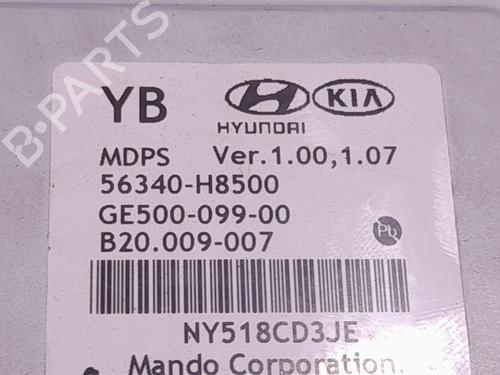 YB HYUNDAI KIA
MDPS Ver.1.00,1.07
56340-H8500
GE500-099-00
B20.009-007
Pb
NY518CD3JE
Mando Corporation.
B-PARTS